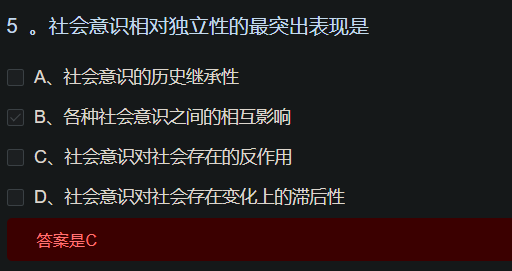 5 。社会意识相对独立性的最突出表现是
A、社会意识的历史继承性
B、各种社会意识之间的相互影响
C、社会意识对社会存在的反作用
D、社会意识对社会存在变化上的滞后性
答案是C